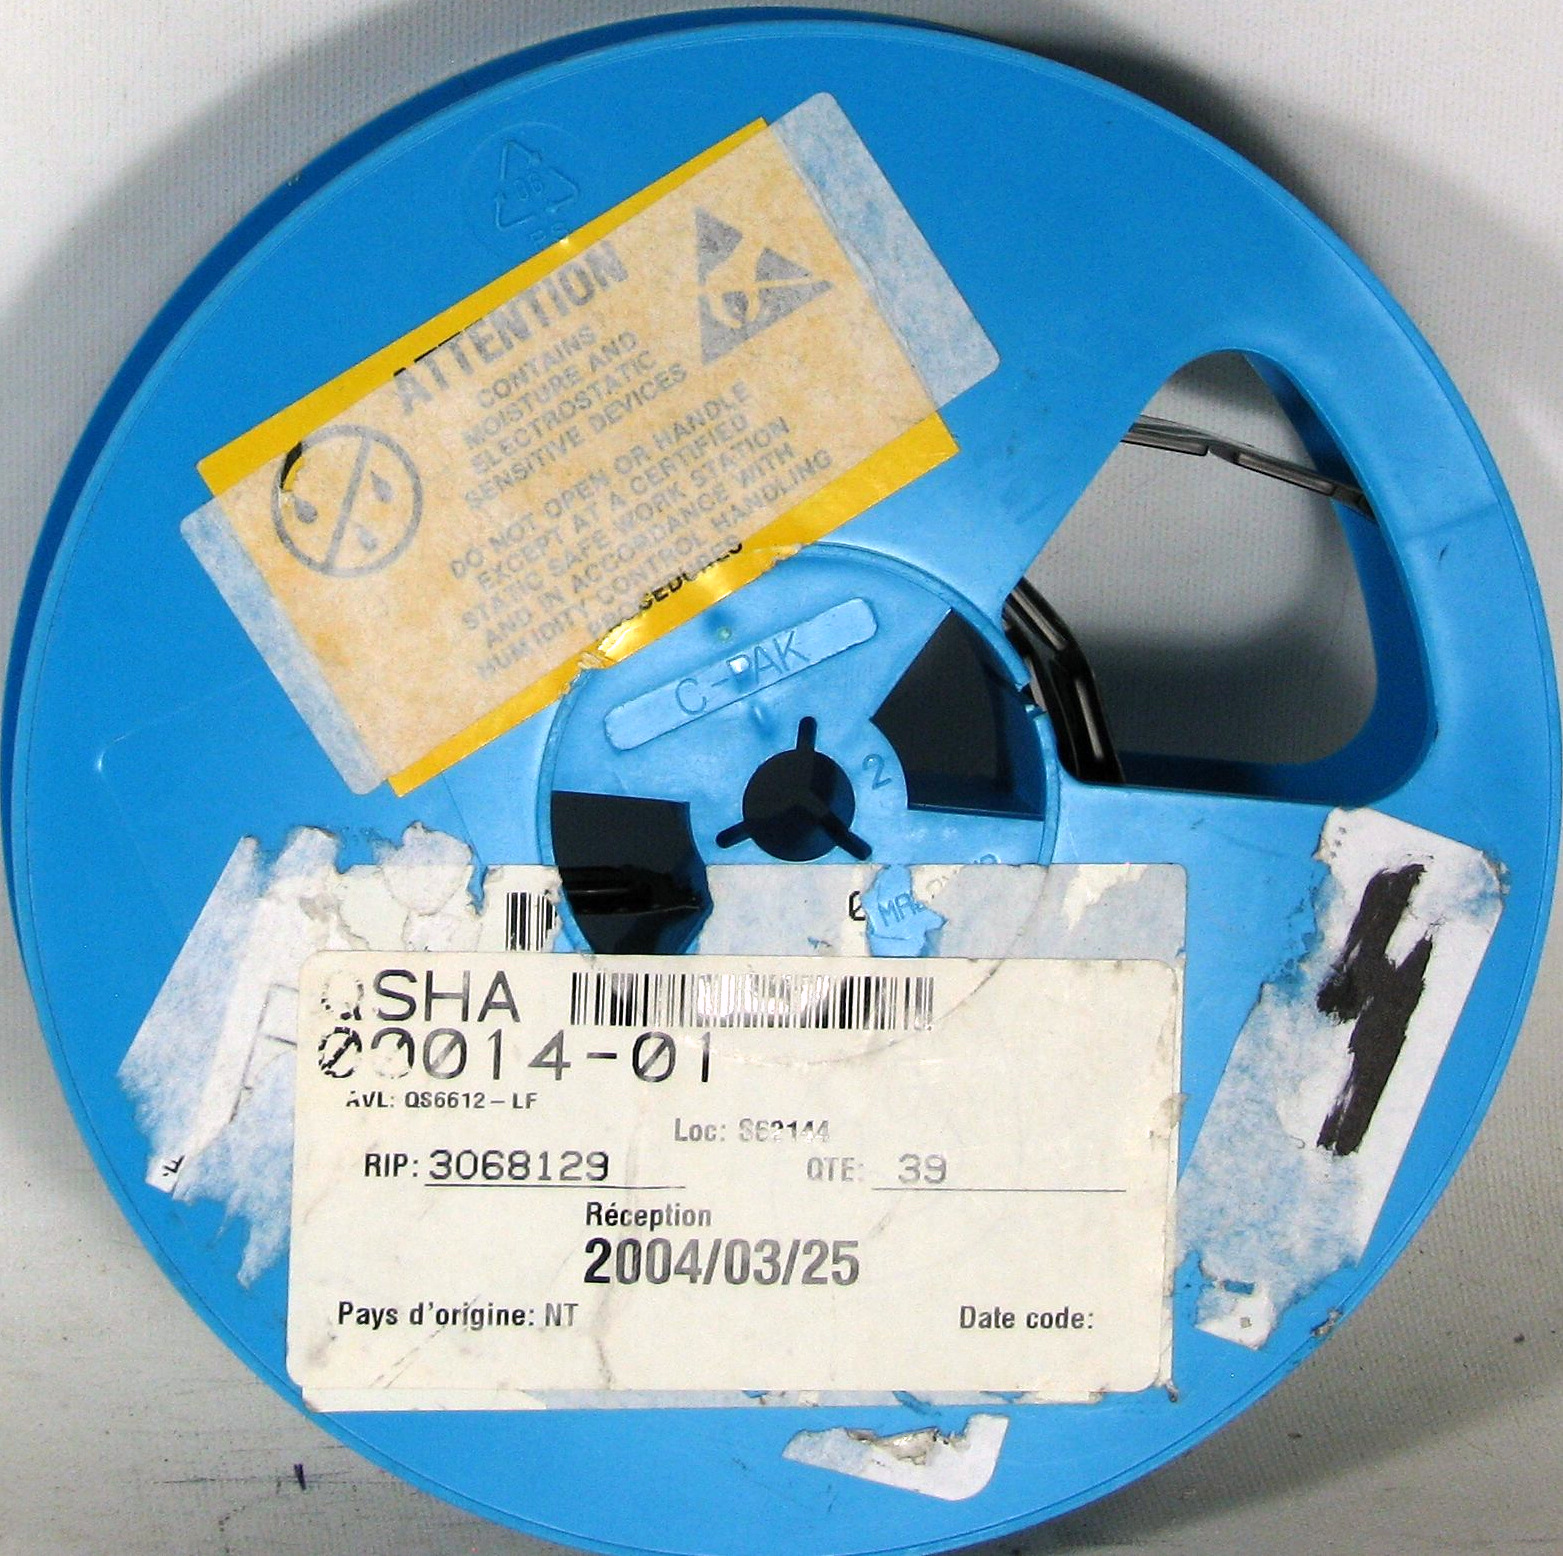 ATTENTION
CONTAINS
MOISTURE AND
ELECTROSTATIC
SENSITIVE DEVICES
DO NOT OPEN OR HANDLE
EXCEPT AT A CERTIFIED
STATIC SAFE WORK STATION
AND IN ACCORDANCE WITH
HUMIDITY CONTROL HANDLING
PROCEDURES
C-PAK
2
QSHA
00014-01
AVL: QS6612-LF
Loc: S62144
RIP: 3068129 QTE: 39
Réception
2004/03/25
Pays d'origine: NT Date code: